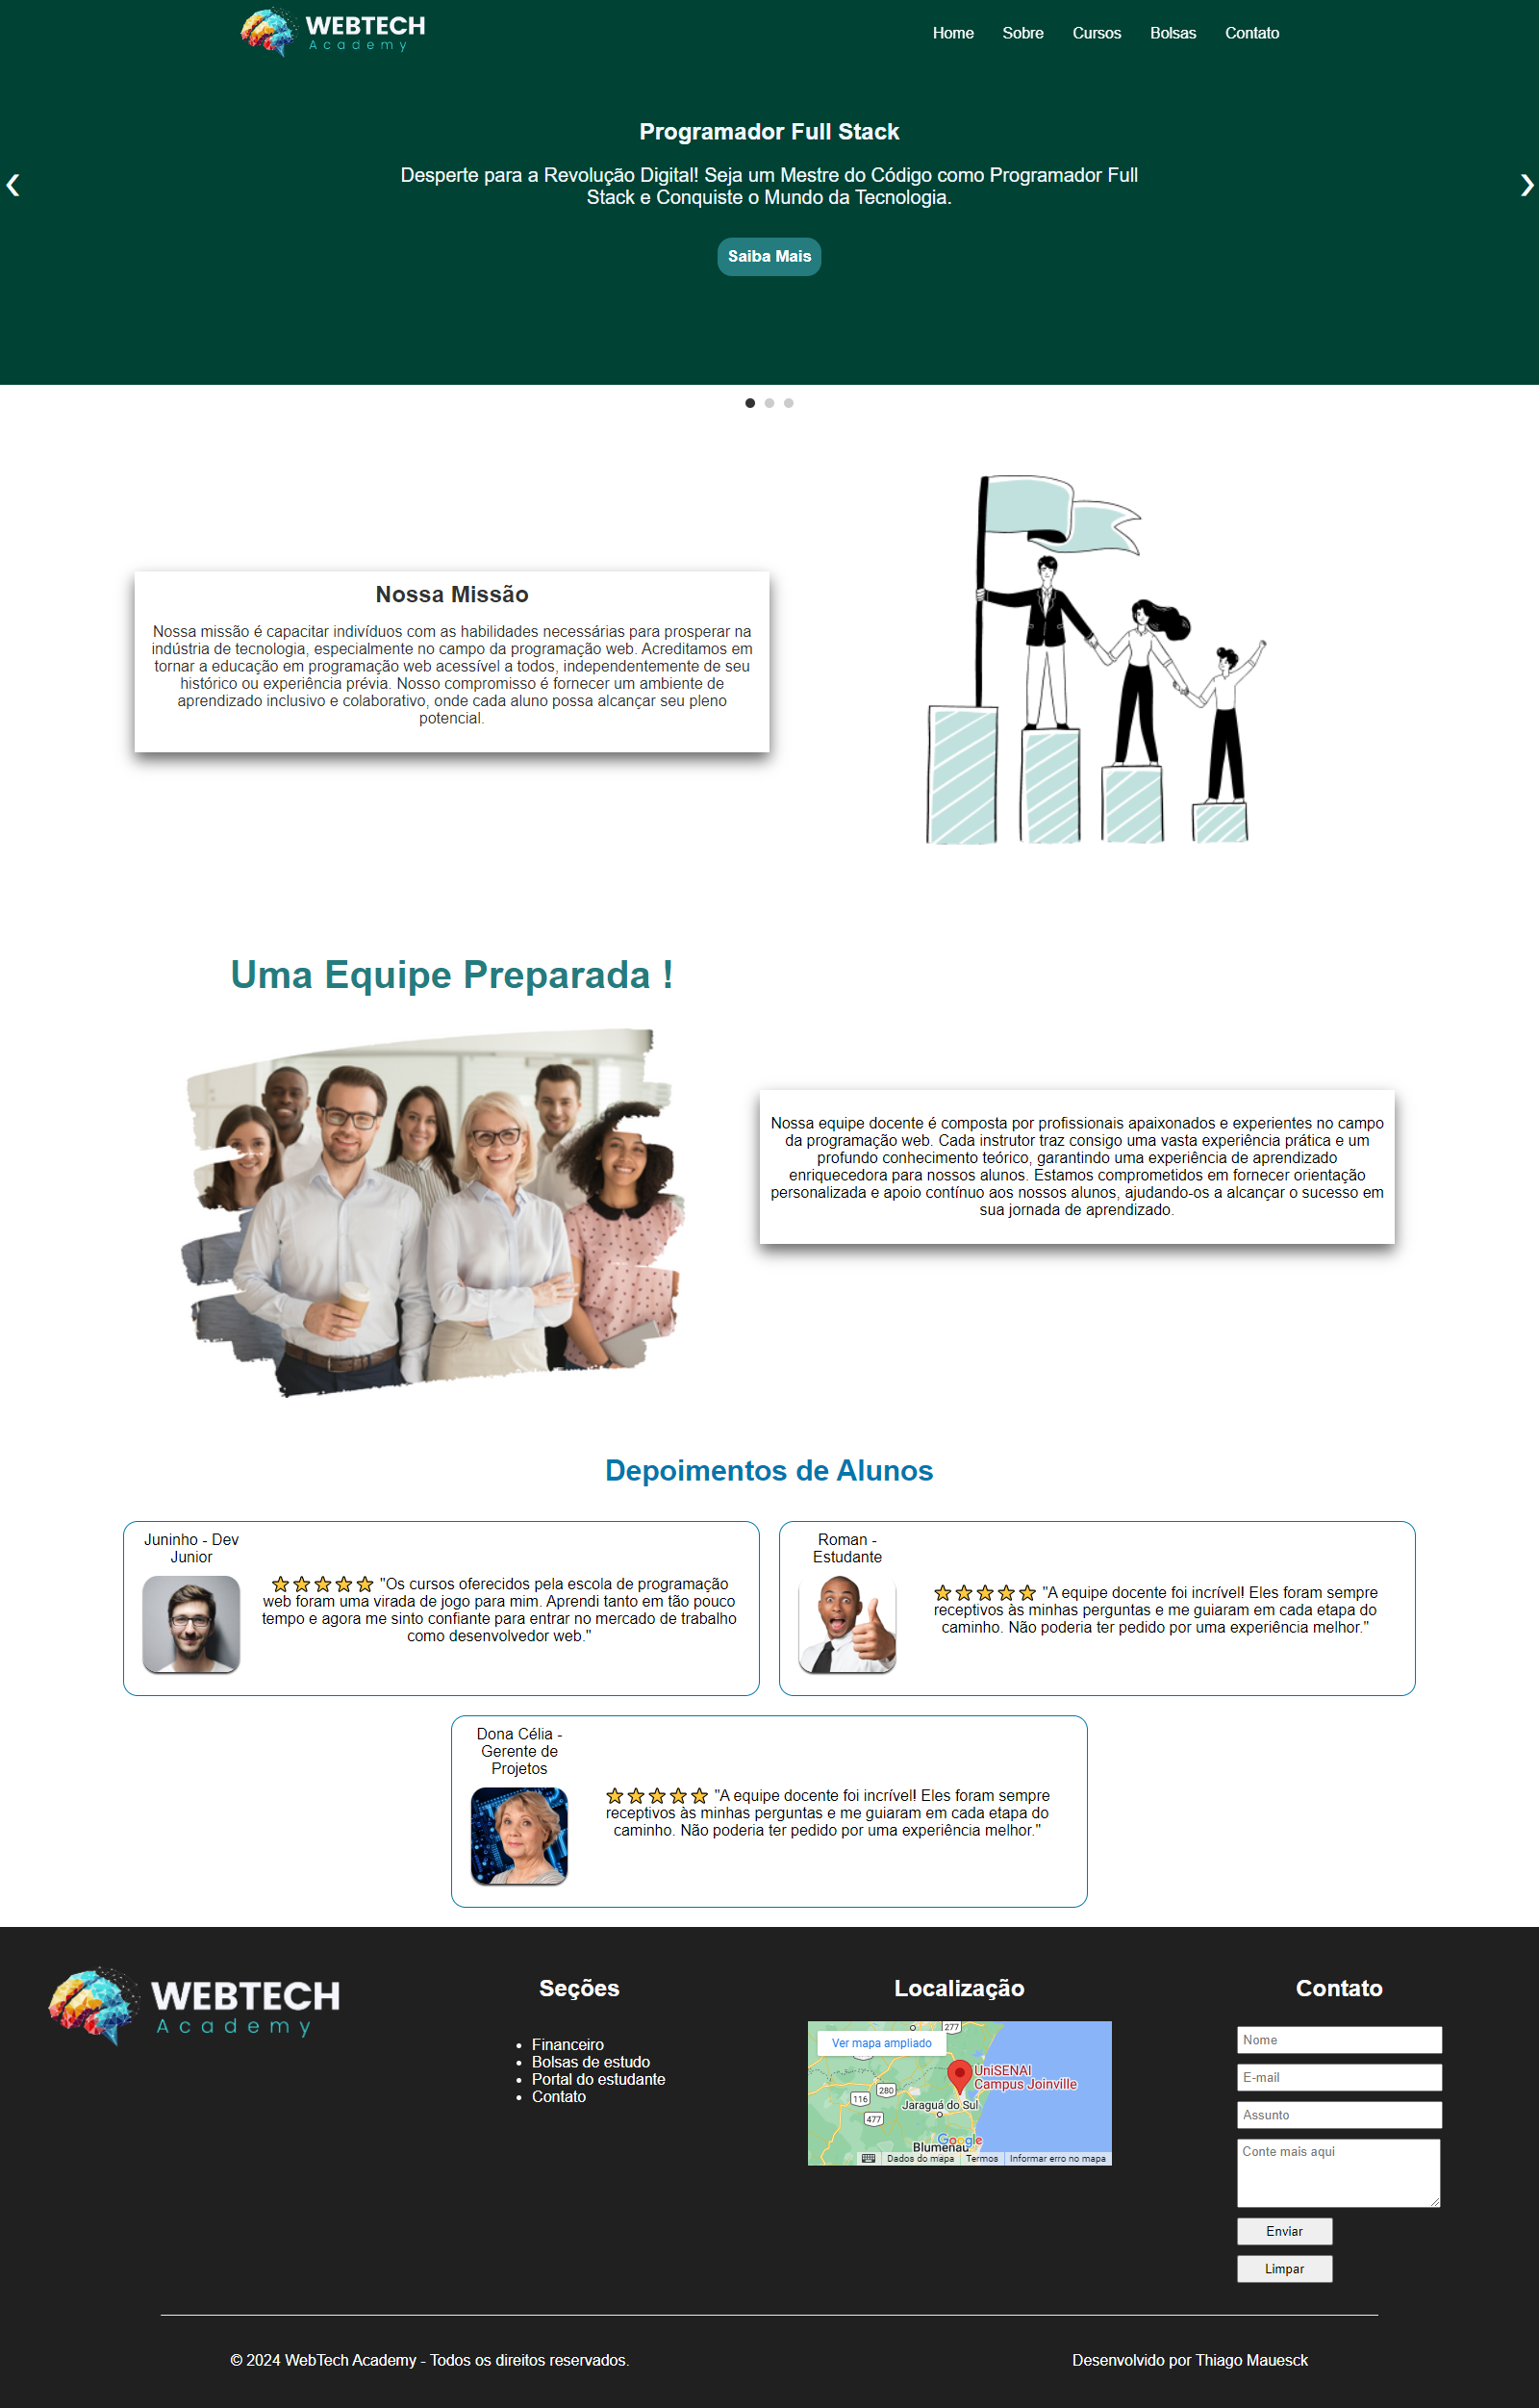 WEBTECH
Academy
Home Sobre Cursos Bolsas Contato
Programador Full Stack
Desperte para a Revolução Digital! Seja um Mestre do Código como Programador Full
Stack e Conquiste o Mundo da Tecnologia.
❮
❯
Saiba Mais
Nossa Missão
Nossa missão é capacitar indivíduos com as habilidades necessárias para prosperar na
indústria de tecnologia, especialmente no campo da programação web. Acreditamos em
tornar a educação em programação web acessível a todos, independentemente de seu
histórico ou experiência prévia. Nosso compromisso é fornecer um ambiente de
aprendizado inclusivo e colaborativo, onde cada aluno possa alcançar seu pleno
potencial.
Uma Equipe Preparada !
Nossa equipe docente é composta por profissionais apaixonados e experientes no campo
da programação web. Cada instrutor traz consigo uma vasta experiência prática e um
profundo conhecimento teórico, garantindo uma experiência de aprendizado
enriquecedora para nossos alunos. Estamos comprometidos em fornecer orientação
personalizada e apoio contínuo aos nossos alunos, ajudando-os a alcançar o sucesso em
sua jornada de aprendizado.
Depoimentos de Alunos
Juninho - Dev
Junior
⭐⭐⭐⭐⭐ "Os cursos oferecidos pela escola de programação
web foram uma virada de jogo para mim. Aprendi tanto em tão pouco
tempo e agora me sinto confiante para entrar no mercado de trabalho
como desenvolvedor web."
Roman -
Estudante
⭐⭐⭐⭐⭐ "A equipe docente foi incrível! Eles foram sempre
receptivos às minhas perguntas e me guiaram em cada etapa do
caminho. Não poderia ter pedido por uma experiência melhor."
Dona Célia -
Gerente de
Projetos
⭐⭐⭐⭐⭐ "A equipe docente foi incrível! Eles foram sempre
receptivos às minhas perguntas e me guiaram em cada etapa do
caminho. Não poderia ter pedido por uma experiência melhor."
WEBTECH
Academy
Seções
• Financeiro
• Bolsas de estudo
• Portal do estudante
• Contato
Localização
277
Ver mapa ampliado
UniSENAI
Campus Joinville
280
116
Jaraguá do Sul
477
Google
Blumenau
Dados do mapa Termos Informar erro no mapa
Contato
Nome
E-mail
Assunto
Conte mais aqui
Enviar
Limpar
© 2024 WebTech Academy - Todos os direitos reservados.
Desenvolvido por Thiago Mauesck